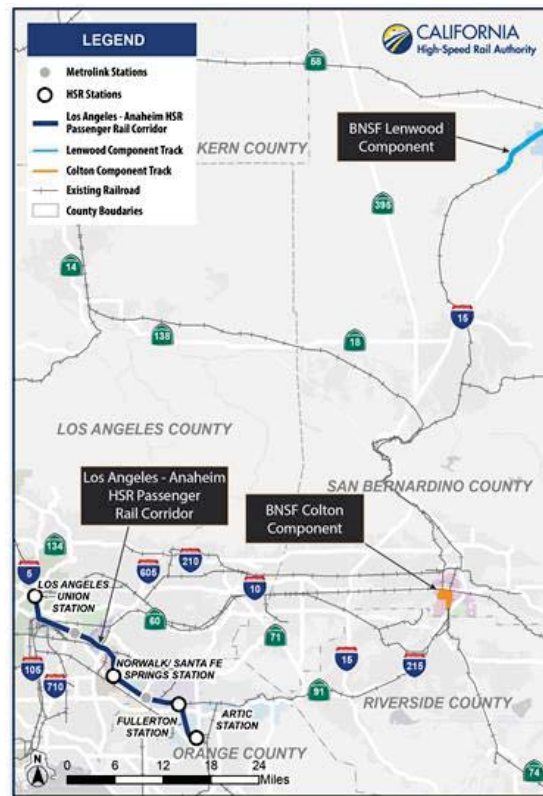 LEGEND
Metrolink Stations
HSR Stations
Los Angeles - Anaheim HSR
Passenger Rail Corridor
Lenwood Component Track
Colton Component Track
Existing Railroad
County Boudaries
CALIFORNIA
High-Speed Rail Authority
58
KERN COUNTY
BNSF Lenwood
Component
395
14
15
138
18
LOS ANGELES COUNTY
Los Angeles - Anaheim
HSR Passenger
Rail Corridor
SAN BERNARDINO COUNTY
BNSF Colton
Component
134
5
605
210
10
LOS ANGELES
UNION
STATION
60
71
105
710
NORWALK/ SANTA FE
SPRINGS STATION
15
215
91
RIVERSIDE COUNTY
FULLERTON
STATION
ARTIC
STATION
ORANGE COUNTY
74
N
0 6 12 18 24
Miles